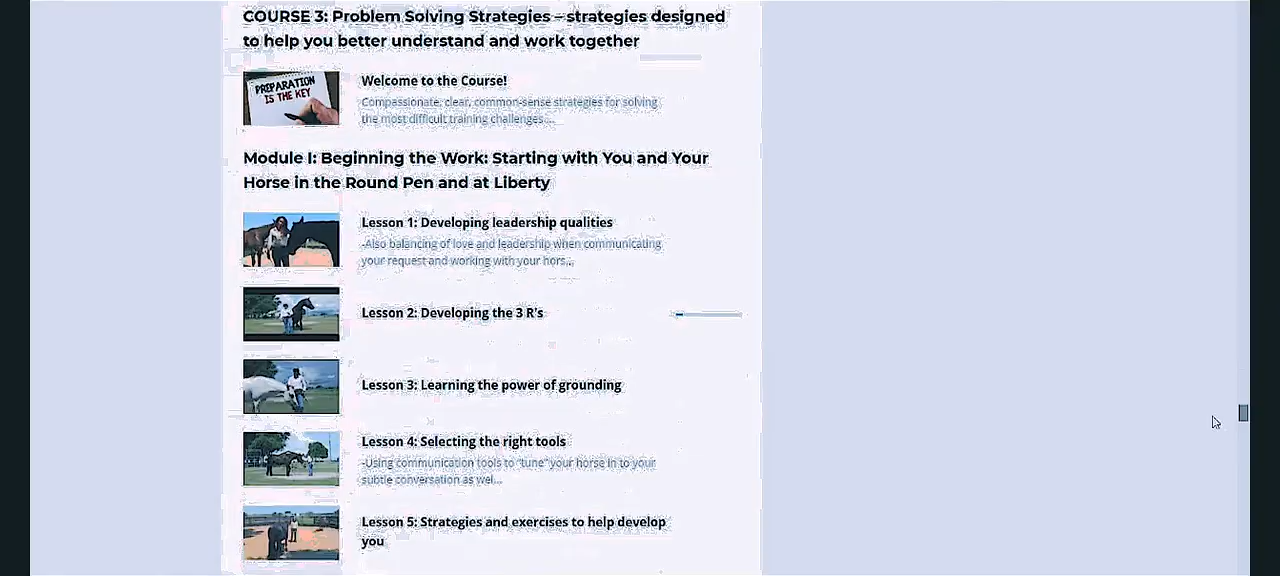 COURSE 3: Problem Solving Strategies – strategies designed
to help you better understand and work together
PREPARATION
IS THE KEY
Welcome to the Course!
Compassionate, clear, common-sense strategies for solving
the most difficult training challenges...
Module I: Beginning the Work: Starting with You and Your
Horse in the Round Pen and at Liberty
Lesson 1: Developing leadership qualities
-Also balancing of love and leadership when communicating
your request and working with your hors...
Lesson 2: Developing the 3 R's
Lesson 3: Learning the power of grounding
Lesson 4: Selecting the right tools
-Using communication tools to "tune" your horse in to your
subtle conversation as wel...
Lesson 5: Strategies and exercises to help develop
you